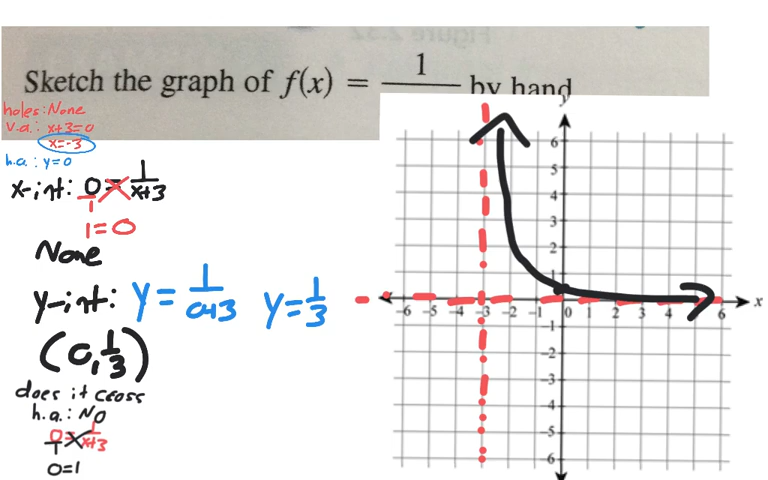 Sketch the graph of f(x) = 1/ by hand
holes: None
v.a.: x+3=0
x=-3
h.a.: y=0
x-int: 0/1 = 1/x+3
1=0
None
y-int: y = 1/0+3 y = 1/3
(0, 1/3)
does it cross
h.a.: No
0/1 = 1/x+3
0=1
y
6
5
4
3
2
1
-6 -5 -4 -3 -2 -1 0 1 2 3 4 5 6 x
-1
-2
-3
-4
-5
-6